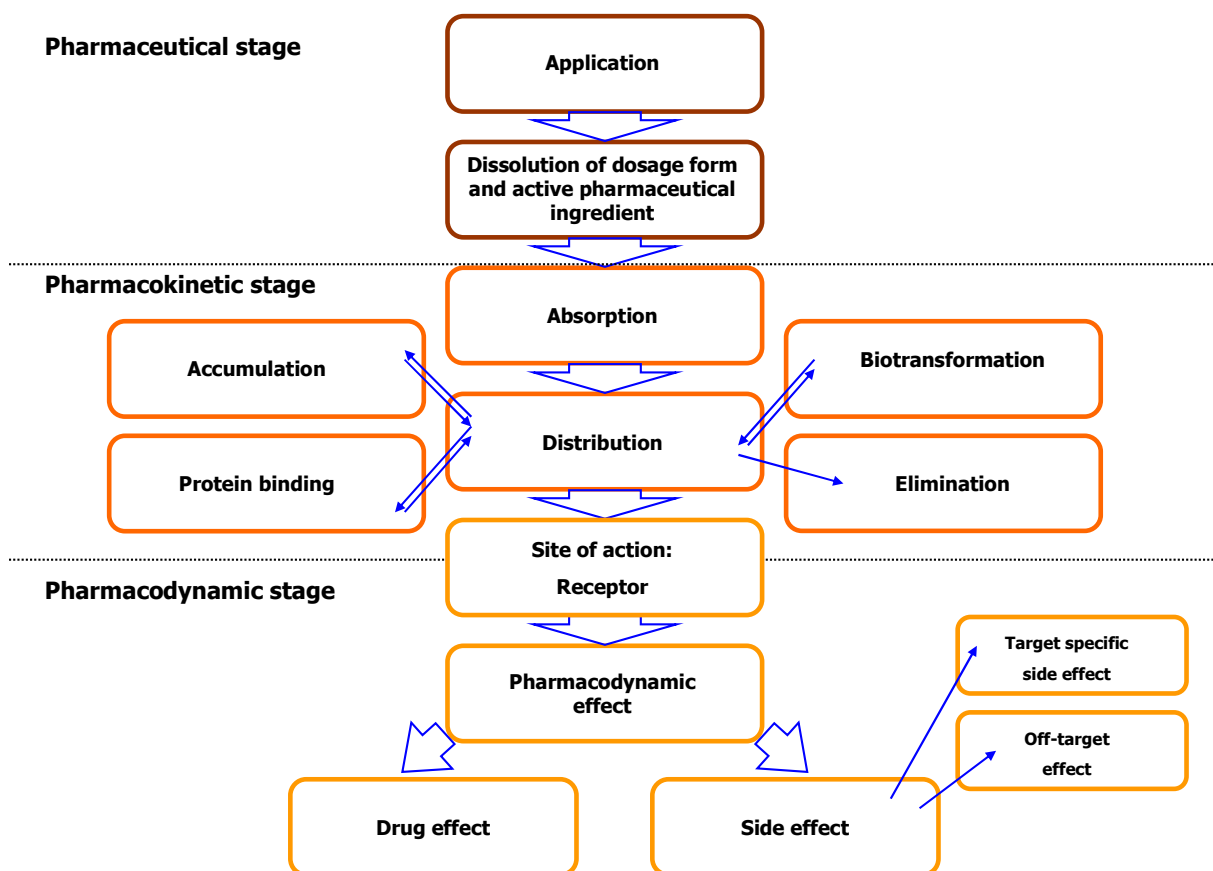 Pharmaceutical stage
Application
Dissolution of dosage form
and active pharmaceutical
ingredient
Pharmacokinetic stage
Absorption
Accumulation
Biotransformation
Distribution
Protein binding
Elimination
Site of action:
Receptor
Pharmacodynamic stage
Pharmacodynamic
effect
Target specific
side effect
Off-target
effect
Drug effect
Side effect